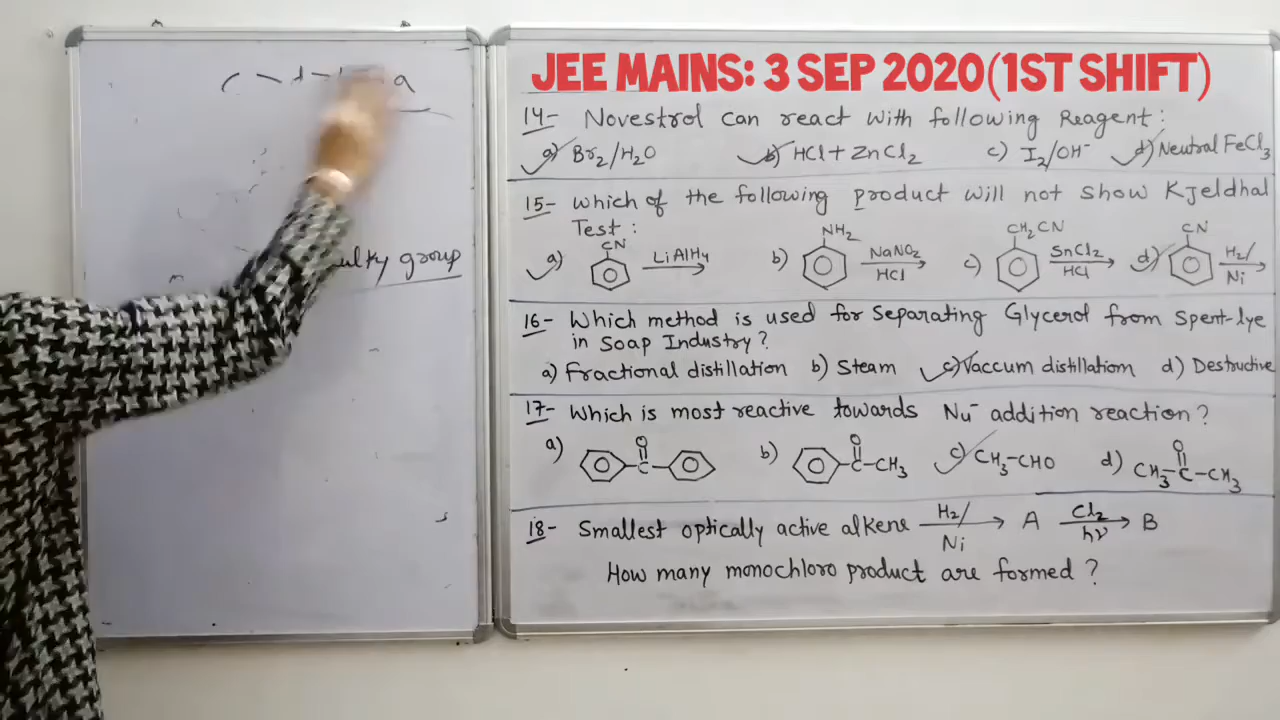 JEE MAINS: 3 SEP 2020(1ST SHIFT)
14- Novestrol can react with following Reagent:
a) Br2/H2O b) HCl + ZnCl2 c) I2/OH- d) Neutral FeCl3
15- which of the following product will not show Kjeldhal
Test:
a) CN LiAlH4 b) NH2 NaNO2 HCl c) CH2CN SnCl2 HCl d) CN H2/ Ni
16- Which method is used for separating Glycerol from spent-lye
in soap Industry?
a) Fractional distillation b) Steam c) Vaccum distillation d) Destructive
17- Which is most reactive towards Nu- addition reaction?
a) O C b) O C-CH3 c) CH3-CHO d) CH3-C-CH3 O
18- Smallest optically active alkene H2/ Ni A Cl2 hν B
How many monochloro product are formed?
group